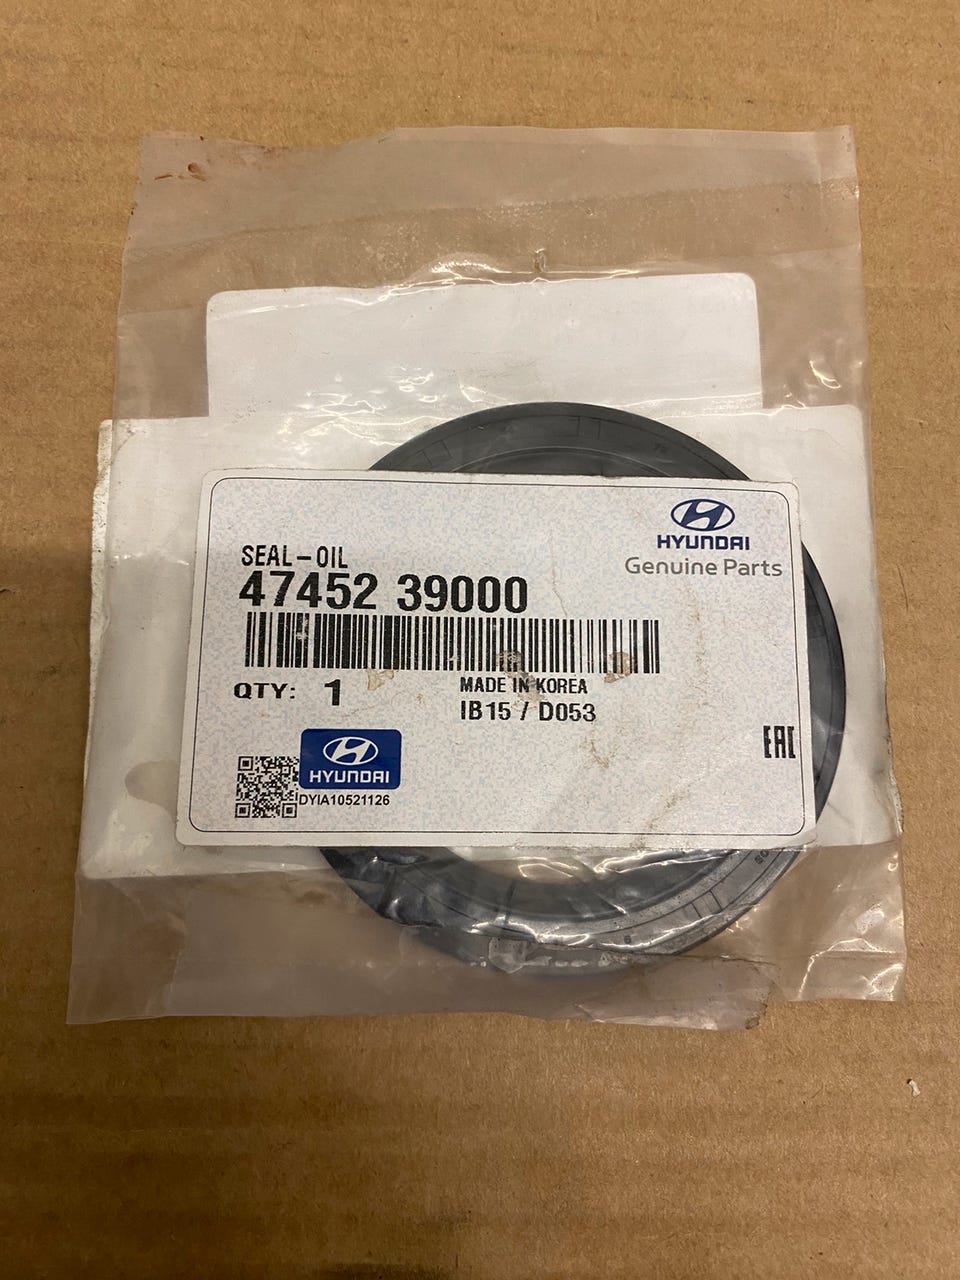 HYUNDAI
Genuine Parts
SEAL-OIL
47452 39000
QTY: 1
MADE IN KOREA
IB15 / D053
EAC
HYUNDAI
DYIA10521126